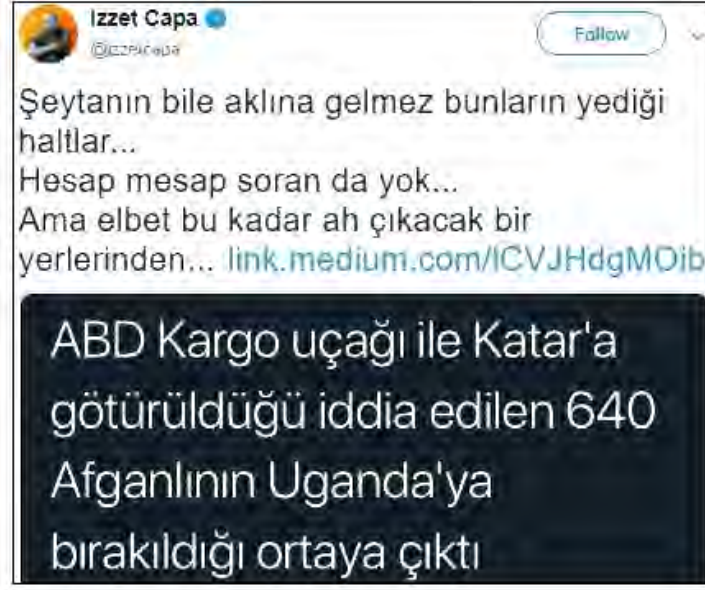 Izzet Capa
Follow
Şeytanın bile aklına gelmez bunların yediği
haltlar...
Hesap mesap soran da yok...
Ama elbet bu kadar ah çıkacak bir
yerlerinden... link.medium.com/ICVJHdgMOib
ABD Kargo uçağı ile Katar'a
götürüldüğü iddia edilen 640
Afganlının Uganda'ya
bırakıldığı ortaya çıktı